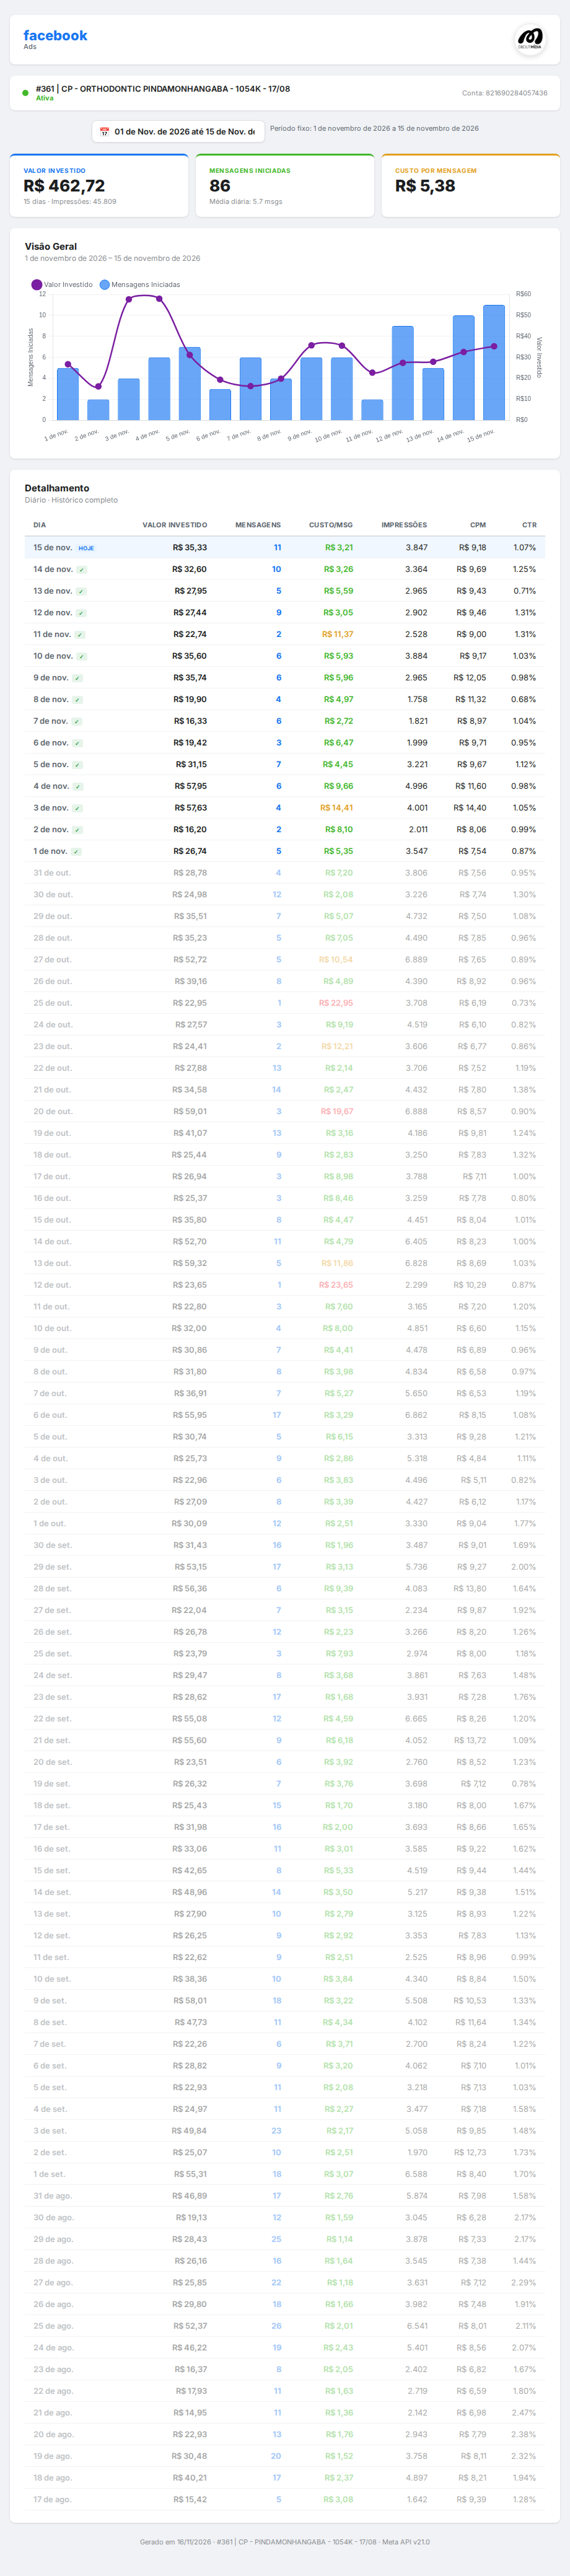 facebook
Ads
DEOUTMÍDIA
#361 | CP - ORTHODONTIC PINDAMONHANGABA - 1054K - 17/08
Ativa
Conta: 821690284057436
01 de Nov. de 2026 até 15 de Nov. de
Período fixo: 1 de novembro de 2026 a 15 de novembro de 2026
VALOR INVESTIDO
R$ 462,72
15 dias · Impressões: 45.809
MENSAGENS INICIADAS
86
Média diária: 5,7 msgs
CUSTO POR MENSAGEM
R$ 5,38
Visão Geral
1 de novembro de 2026 – 15 de novembro de 2026
Valor Investido Mensagens Iniciadas
12 R$60
10 R$50
8 R$40
6 R$30
4 R$20
2 R$10
0 R$0
Mensagens Iniciadas
Valor Investido
1 de nov. 2 de nov. 3 de nov. 4 de nov. 5 de nov. 6 de nov. 7 de nov. 8 de nov. 9 de nov. 10 de nov. 11 de nov. 12 de nov. 13 de nov. 14 de nov. 15 de nov.
Detalhamento
Diário · Histórico completo
DIA VALOR INVESTIDO MENSAGENS CUSTO/MSG IMPRESSÕES CPM CTR
15 de nov. HOJE R$ 35,33 11 R$ 3,21 3.847 R$ 9,18 1.07%
14 de nov. ✓ R$ 32,60 10 R$ 3,26 3.364 R$ 9,69 1.25%
13 de nov. ✓ R$ 27,95 5 R$ 5,59 2.965 R$ 9,43 0.71%
12 de nov. ✓ R$ 27,44 9 R$ 3,05 2.902 R$ 9,46 1.31%
11 de nov. ✓ R$ 22,74 2 R$ 11,37 2.528 R$ 9,00 1.31%
10 de nov. ✓ R$ 35,60 6 R$ 5,93 3.884 R$ 9,17 1.03%
9 de nov. ✓ R$ 35,74 6 R$ 5,96 2.965 R$ 12,05 0.98%
8 de nov. ✓ R$ 19,90 4 R$ 4,97 1.758 R$ 11,32 0.68%
7 de nov. ✓ R$ 16,33 6 R$ 2,72 1.821 R$ 8,97 1.04%
6 de nov. ✓ R$ 19,42 3 R$ 6,47 1.999 R$ 9,71 0.95%
5 de nov. ✓ R$ 31,15 7 R$ 4,45 3.221 R$ 9,67 1.12%
4 de nov. ✓ R$ 57,95 6 R$ 9,66 4.996 R$ 11,60 0.98%
3 de nov. ✓ R$ 57,63 4 R$ 14,41 4.001 R$ 14,40 1.05%
2 de nov. ✓ R$ 16,20 2 R$ 8,10 2.011 R$ 8,06 0.99%
1 de nov. ✓ R$ 26,74 5 R$ 5,35 3.547 R$ 7,54 0.87%
31 de out. R$ 28,78 4 R$ 7,20 3.806 R$ 7,56 0.95%
30 de out. R$ 24,98 12 R$ 2,08 3.226 R$ 7,74 1.30%
29 de out. R$ 35,51 7 R$ 5,07 4.732 R$ 7,50 1.08%
28 de out. R$ 35,23 5 R$ 7,05 4.490 R$ 7,85 0.96%
27 de out. R$ 52,72 5 R$ 10,54 6.889 R$ 7,65 0.89%
26 de out. R$ 39,16 8 R$ 4,89 4.390 R$ 8,92 0.96%
25 de out. R$ 22,95 1 R$ 22,95 3.708 R$ 6,19 0.73%
24 de out. R$ 27,57 3 R$ 9,19 4.519 R$ 6,10 0.82%
23 de out. R$ 24,41 2 R$ 12,21 3.606 R$ 6,77 0.86%
22 de out. R$ 27,88 13 R$ 2,14 3.706 R$ 7,52 1.19%
21 de out. R$ 34,58 14 R$ 2,47 4.432 R$ 7,80 1.38%
20 de out. R$ 59,01 3 R$ 19,67 6.888 R$ 8,57 0.90%
19 de out. R$ 41,07 13 R$ 3,16 4.186 R$ 9,81 1.24%
18 de out. R$ 25,44 9 R$ 2,83 3.250 R$ 7,83 1.32%
17 de out. R$ 26,94 3 R$ 8,98 3.788 R$ 7,11 1.00%
16 de out. R$ 25,37 3 R$ 8,46 3.259 R$ 7,78 0.80%
15 de out. R$ 35,80 8 R$ 4,47 4.451 R$ 8,04 1.01%
14 de out. R$ 52,70 11 R$ 4,79 6.405 R$ 8,23 1.00%
13 de out. R$ 59,32 5 R$ 11,86 6.828 R$ 8,69 1.03%
12 de out. R$ 23,65 1 R$ 23,65 2.299 R$ 10,29 0.87%
11 de out. R$ 22,80 3 R$ 7,60 3.165 R$ 7,20 1.20%
10 de out. R$ 32,00 4 R$ 8,00 4.851 R$ 6,60 1.15%
9 de out. R$ 30,86 7 R$ 4,41 4.478 R$ 6,89 0.96%
8 de out. R$ 31,80 8 R$ 3,98 4.834 R$ 6,58 0.97%
7 de out. R$ 36,91 7 R$ 5,27 5.650 R$ 6,53 1.19%
6 de out. R$ 55,95 17 R$ 3,29 6.862 R$ 8,15 1.08%
5 de out. R$ 30,74 5 R$ 6,15 3.313 R$ 9,28 1.21%
4 de out. R$ 25,73 9 R$ 2,86 5.318 R$ 4,84 1.11%
3 de out. R$ 22,96 6 R$ 3,83 4.496 R$ 5,11 0.82%
2 de out. R$ 27,09 8 R$ 3,39 4.427 R$ 6,12 1.17%
1 de out. R$ 30,09 12 R$ 2,51 3.330 R$ 9,04 1.77%
30 de set. R$ 31,43 16 R$ 1,96 3.487 R$ 9,01 1.69%
29 de set. R$ 53,15 17 R$ 3,13 5.736 R$ 9,27 2.00%
28 de set. R$ 56,36 6 R$ 9,39 4.083 R$ 13,80 1.64%
27 de set. R$ 22,04 7 R$ 3,15 2.234 R$ 9,87 1.92%
26 de set. R$ 26,78 12 R$ 2,23 3.266 R$ 8,20 1.26%
25 de set. R$ 23,79 3 R$ 7,93 2.974 R$ 8,00 1.18%
24 de set. R$ 29,47 8 R$ 3,68 3.861 R$ 7,63 1.48%
23 de set. R$ 28,62 17 R$ 1,68 3.931 R$ 7,28 1.76%
22 de set. R$ 55,08 12 R$ 4,59 6.665 R$ 8,26 1.20%
21 de set. R$ 55,60 9 R$ 6,18 4.052 R$ 13,72 1.09%
20 de set. R$ 23,51 6 R$ 3,92 2.760 R$ 8,52 1.23%
19 de set. R$ 26,32 7 R$ 3,76 3.698 R$ 7,12 0.78%
18 de set. R$ 25,43 15 R$ 1,70 3.180 R$ 8,00 1.67%
17 de set. R$ 31,98 16 R$ 2,00 3.693 R$ 8,66 1.65%
16 de set. R$ 33,06 11 R$ 3,01 3.585 R$ 9,22 1.62%
15 de set. R$ 42,65 8 R$ 5,33 4.519 R$ 9,44 1.44%
14 de set. R$ 48,96 14 R$ 3,50 5.217 R$ 9,38 1.51%
13 de set. R$ 27,90 10 R$ 2,79 3.125 R$ 8,93 1.22%
12 de set. R$ 26,25 9 R$ 2,92 3.353 R$ 7,83 1.13%
11 de set. R$ 22,62 9 R$ 2,51 2.525 R$ 8,96 0.99%
10 de set. R$ 38,36 10 R$ 3,84 4.340 R$ 8,84 1.50%
9 de set. R$ 58,01 18 R$ 3,22 5.508 R$ 10,53 1.33%
8 de set. R$ 47,73 11 R$ 4,34 4.102 R$ 11,64 1.34%
7 de set. R$ 22,26 6 R$ 3,71 2.700 R$ 8,24 1.22%
6 de set. R$ 28,82 9 R$ 3,20 4.062 R$ 7,10 1.01%
5 de set. R$ 22,93 11 R$ 2,08 3.218 R$ 7,13 1.03%
4 de set. R$ 24,97 11 R$ 2,27 3.477 R$ 7,18 1.58%
3 de set. R$ 49,84 23 R$ 2,17 5.058 R$ 9,85 1.48%
2 de set. R$ 25,07 10 R$ 2,51 1.970 R$ 12,73 1.73%
1 de set. R$ 55,31 18 R$ 3,07 6.588 R$ 8,40 1.70%
31 de ago. R$ 46,89 17 R$ 2,76 5.874 R$ 7,98 1.58%
30 de ago. R$ 19,13 12 R$ 1,59 3.045 R$ 6,28 2.17%
29 de ago. R$ 28,43 25 R$ 1,14 3.878 R$ 7,33 2.17%
28 de ago. R$ 26,16 16 R$ 1,64 3.545 R$ 7,38 1.44%
27 de ago. R$ 25,85 22 R$ 1,18 3.631 R$ 7,12 2.29%
26 de ago. R$ 29,80 18 R$ 1,66 3.982 R$ 7,48 1.91%
25 de ago. R$ 52,37 26 R$ 2,01 6.541 R$ 8,01 2.11%
24 de ago. R$ 46,22 19 R$ 2,43 5.401 R$ 8,56 2.07%
23 de ago. R$ 16,37 8 R$ 2,05 2.402 R$ 6,82 1.67%
22 de ago. R$ 17,93 11 R$ 1,63 2.719 R$ 6,59 1.80%
21 de ago. R$ 14,95 11 R$ 1,36 2.142 R$ 6,98 2.47%
20 de ago. R$ 22,93 13 R$ 1,76 2.943 R$ 7,79 2.38%
19 de ago. R$ 30,48 20 R$ 1,52 3.758 R$ 8,11 2.32%
18 de ago. R$ 40,21 17 R$ 2,37 4.897 R$ 8,21 1.94%
17 de ago. R$ 15,42 5 R$ 3,08 1.642 R$ 9,39 1.28%
Gerado em 16/11/2026 · #361 | CP - PINDAMONHANGABA - 1054K - 17/08 · Meta API v21.0